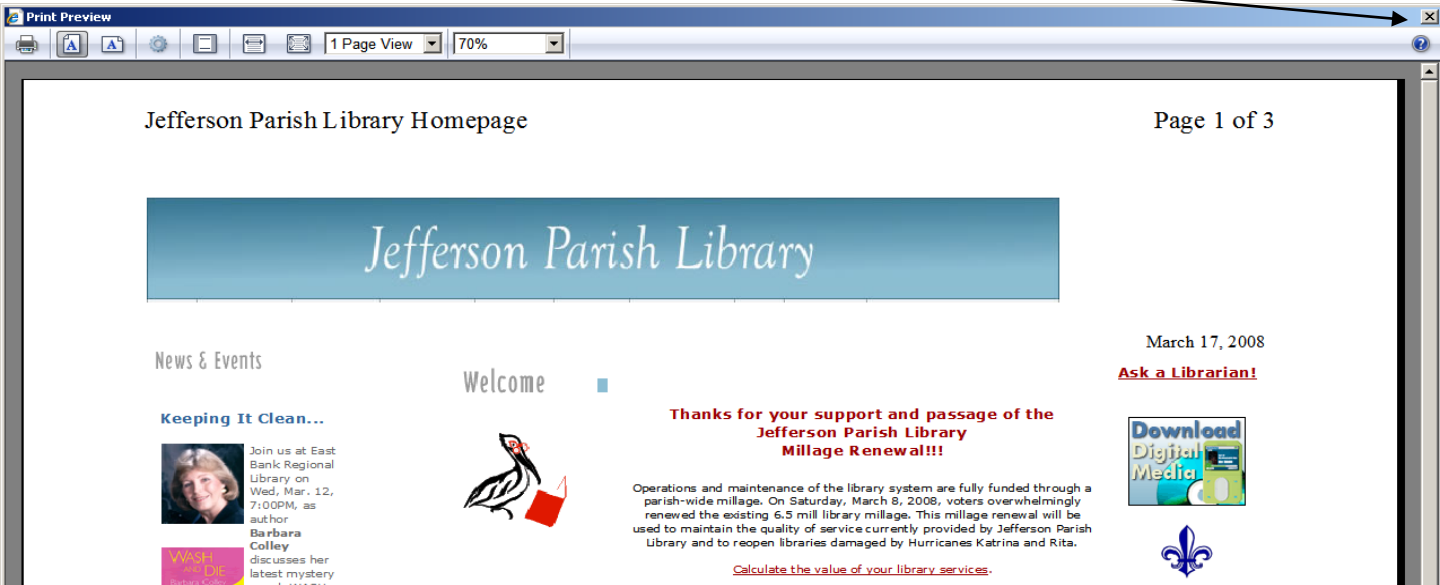 Print Preview
1 Page View 70%
Jefferson Parish Library Homepage Page 1 of 3
Jefferson Parish Library
March 17, 2008
News & Events
Ask a Librarian!
Welcome
Keeping It Clean...
Join us at East
Bank Regional
Library on
Wed, Mar. 12,
7:00PM, as
author
Barbara
Colley
discusses her
latest mystery
WASH
AND DIE
Barbara Colley
Thanks for your support and passage of the
Jefferson Parish Library
Millage Renewal!!!
Operations and maintenance of the library system are fully funded through a
parish-wide millage. On Saturday, March 8, 2008, voters overwhelmingly
renewed the existing 6.5 mill library millage. This millage renewal will be
used to maintain the quality of service currently provided by Jefferson Parish
Library and to reopen libraries damaged by Hurricanes Katrina and Rita.
Calculate the value of your library services.
Download
Digital
Media